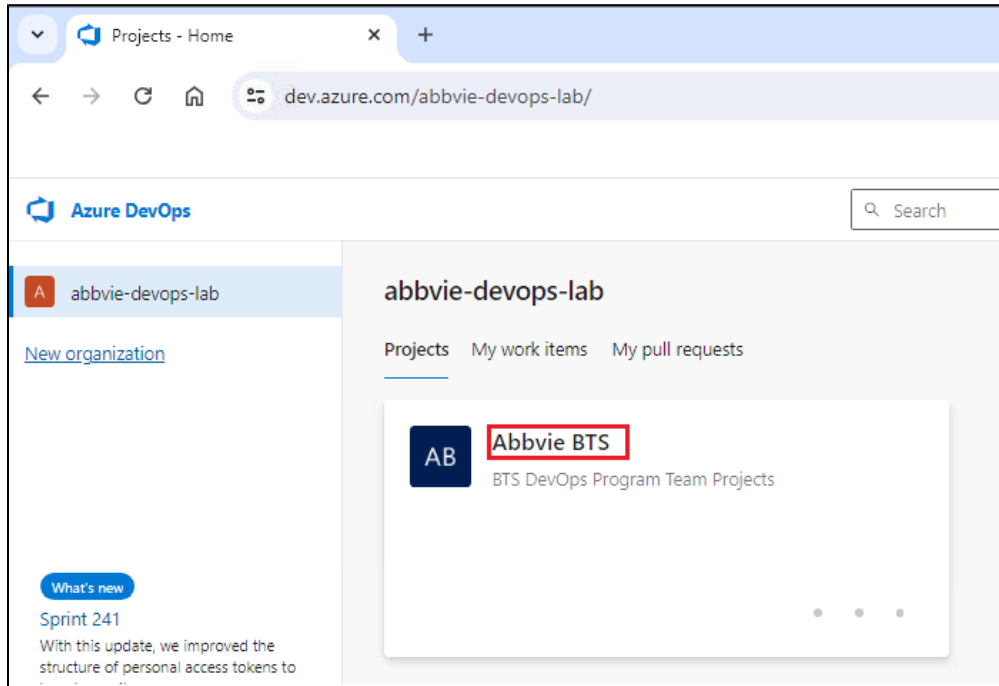 Projects - Home
dev.azure.com/abbvie-devops-lab/
Azure DevOps
Search
A
abbvie-devops-lab
New organization
abbvie-devops-lab
Projects My work items My pull requests
AB
Abbvie BTS
BTS DevOps Program Team Projects
What's new
Sprint 241
With this update, we improved the
structure of personal access tokens to